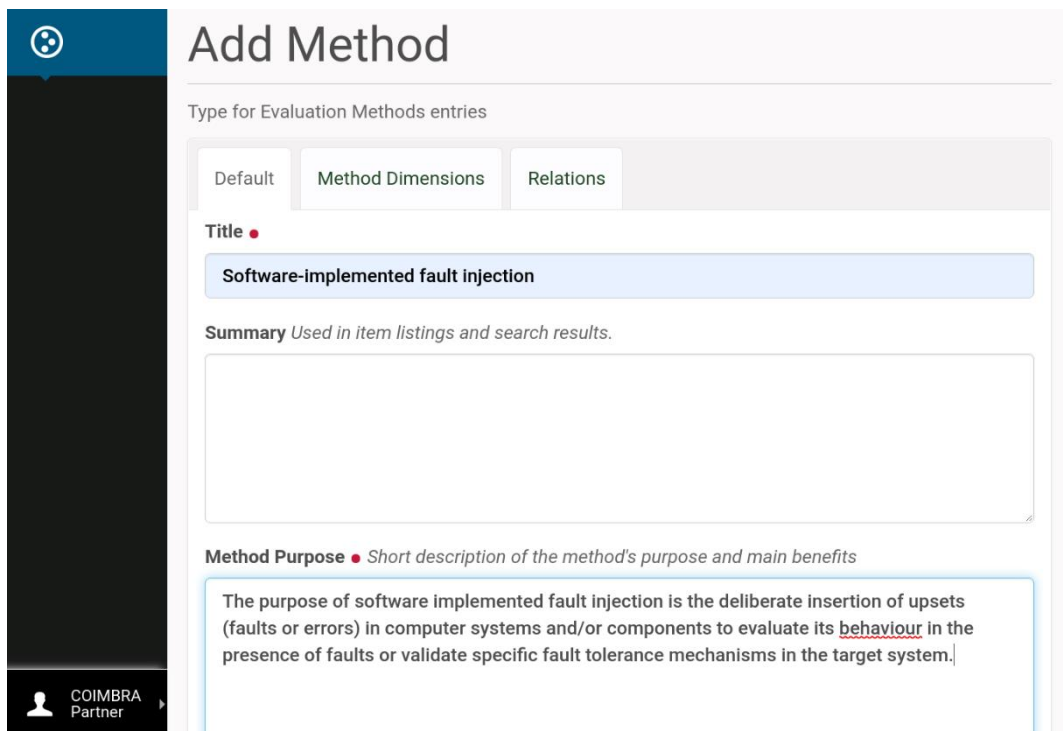 Add Method
Type for Evaluation Methods entries
Default
Method Dimensions
Relations
Title
Software-implemented fault injection
Summary Used in item listings and search results.
Method Purpose Short description of the method's purpose and main benefits
The purpose of software implemented fault injection is the deliberate insertion of upsets
(faults or errors) in computer systems and/or components to evaluate its behaviour in the
presence of faults or validate specific fault tolerance mechanisms in the target system.
COIMBRA
Partner